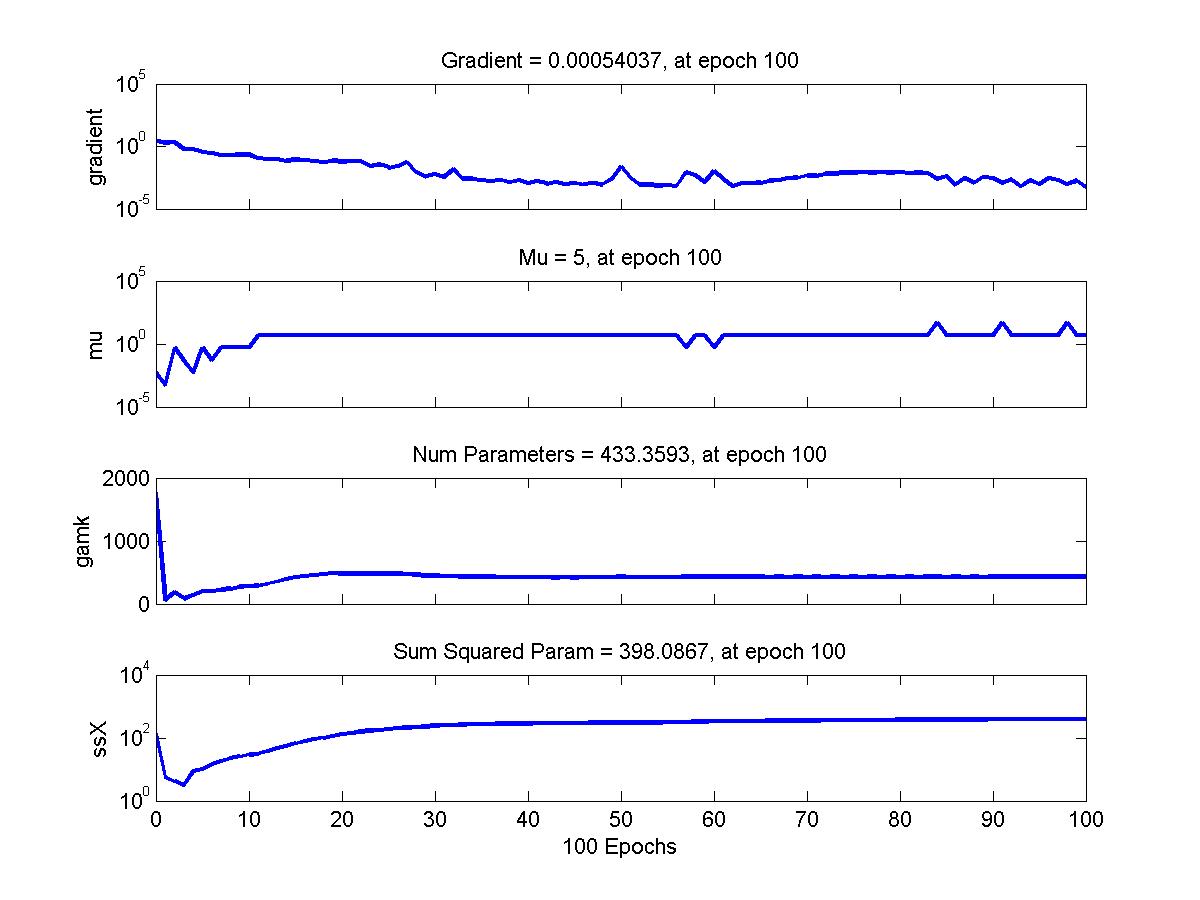 Gradient = 0.00054037, at epoch 100
10^5
10^0
10^-5
gradient
Mu = 5, at epoch 100
10^5
10^0
10^-5
mu
Num Parameters = 433.3593, at epoch 100
2000
1000
0
gamk
Sum Squared Param = 398.0867, at epoch 100
10^4
10^2
10^0
ssX
0 10 20 30 40 50 60 70 80 90 100
100 Epochs